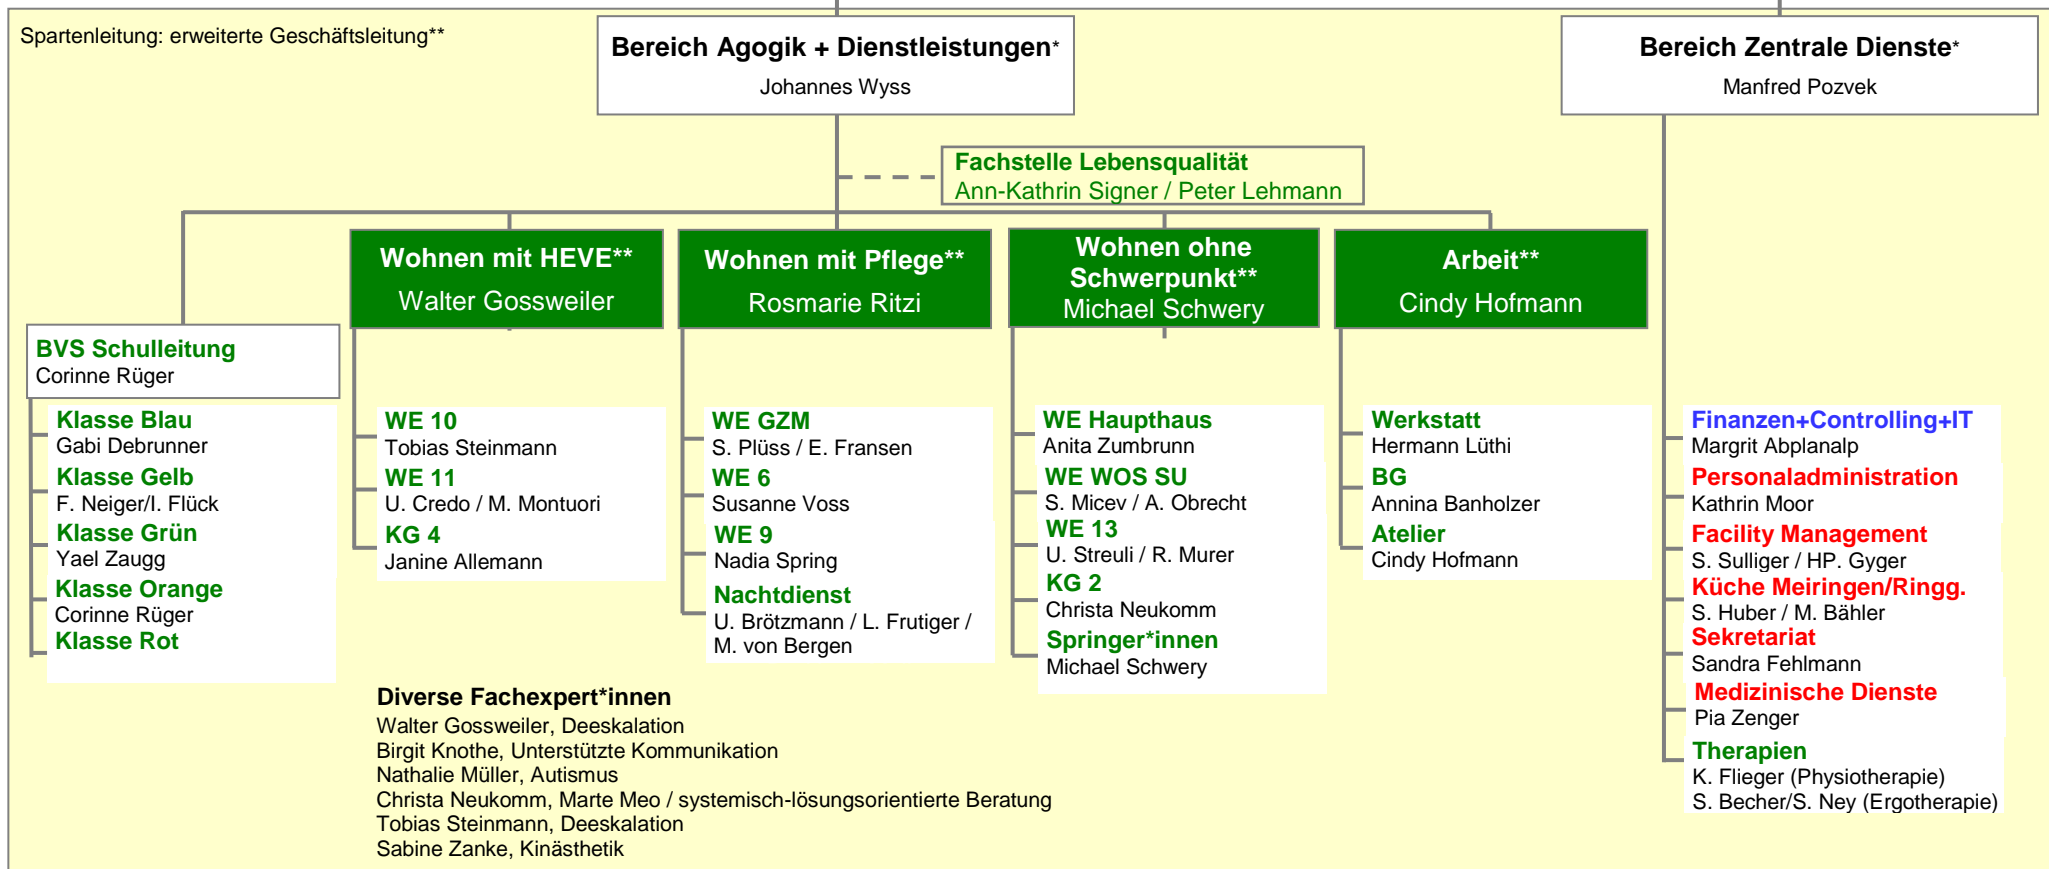 Spartenleitung: erweiterte Geschäftsleitung**
Bereich Agogik + Dienstleistungen*
Johannes Wyss
Bereich Zentrale Dienste*
Manfred Pozvek
Fachstelle Lebensqualität
Ann-Kathrin Signer / Peter Lehmann
Wohnen mit HEVE**
Walter Gossweiler
Wohnen mit Pflege**
Rosmarie Ritzi
Wohnen ohne
Schwerpunkt**
Michael Schwery
Arbeit**
Cindy Hofmann
BVS Schulleitung
Corinne Rüger
Klasse Blau
Gabi Debrunner
Klasse Gelb
F. Neiger/I. Flück
Klasse Grün
Yael Zaugg
Klasse Orange
Corinne Rüger
Klasse Rot
WE 10
Tobias Steinmann
WE 11
U. Credo / M. Montuori
KG 4
Janine Allemann
WE GZM
S. Plüss / E. Fransen
WE 6
Susanne Voss
WE 9
Nadia Spring
Nachtdienst
U. Brötzmann / L. Frutiger /
M. von Bergen
WE Haupthaus
Anita Zumbrunn
WE WOS SU
S. Micev / A. Obrecht
WE 13
U. Streuli / R. Murer
KG 2
Christa Neukomm
Springer*innen
Michael Schwery
Werkstatt
Hermann Lüthi
BG
Annina Banholzer
Atelier
Cindy Hofmann
Finanzen+Controlling+IT
Margrit Abplanalp
Personaladministration
Kathrin Moor
Facility Management
S. Sulliger / HP. Gyger
Küche Meiringen/Ringg.
S. Huber / M. Bähler
Sekretariat
Sandra Fehlmann
Medizinische Dienste
Pia Zenger
Therapien
K. Flieger (Physiotherapie)
S. Becher/S. Ney (Ergotherapie)
Diverse Fachexpert*innen
Walter Gossweiler, Deeskalation
Birgit Knothe, Unterstützte Kommunikation
Nathalie Müller, Autismus
Christa Neukomm, Marte Meo / systemisch-lösungsorientierte Beratung
Tobias Steinmann, Deeskalation
Sabine Zanke, Kinästhetik